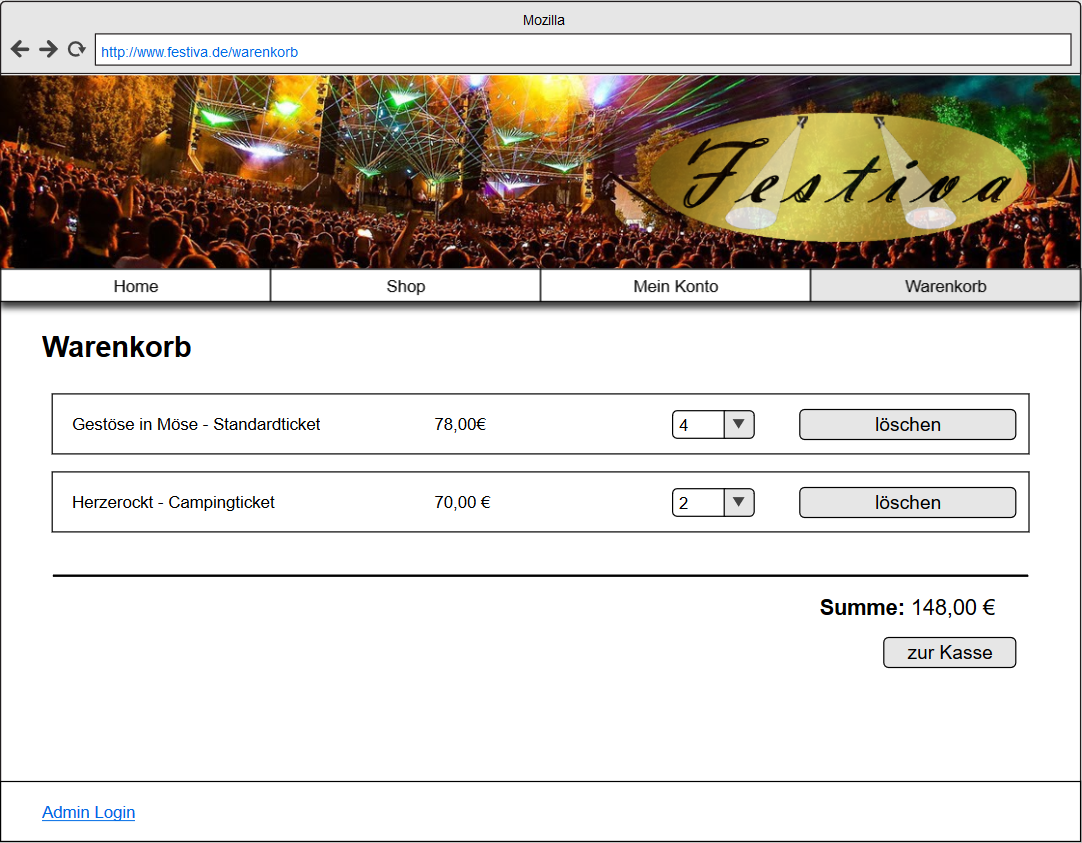 Mozilla
http://www.festiva.de/warenkorb
Festiva
Home Shop Mein Konto Warenkorb
Warenkorb
Gestöse in Möse - Standardticket 78,00€ 4 löschen
Herzerockt - Campingticket 70,00 € 2 löschen
Summe: 148,00 €
zur Kasse
Admin Login